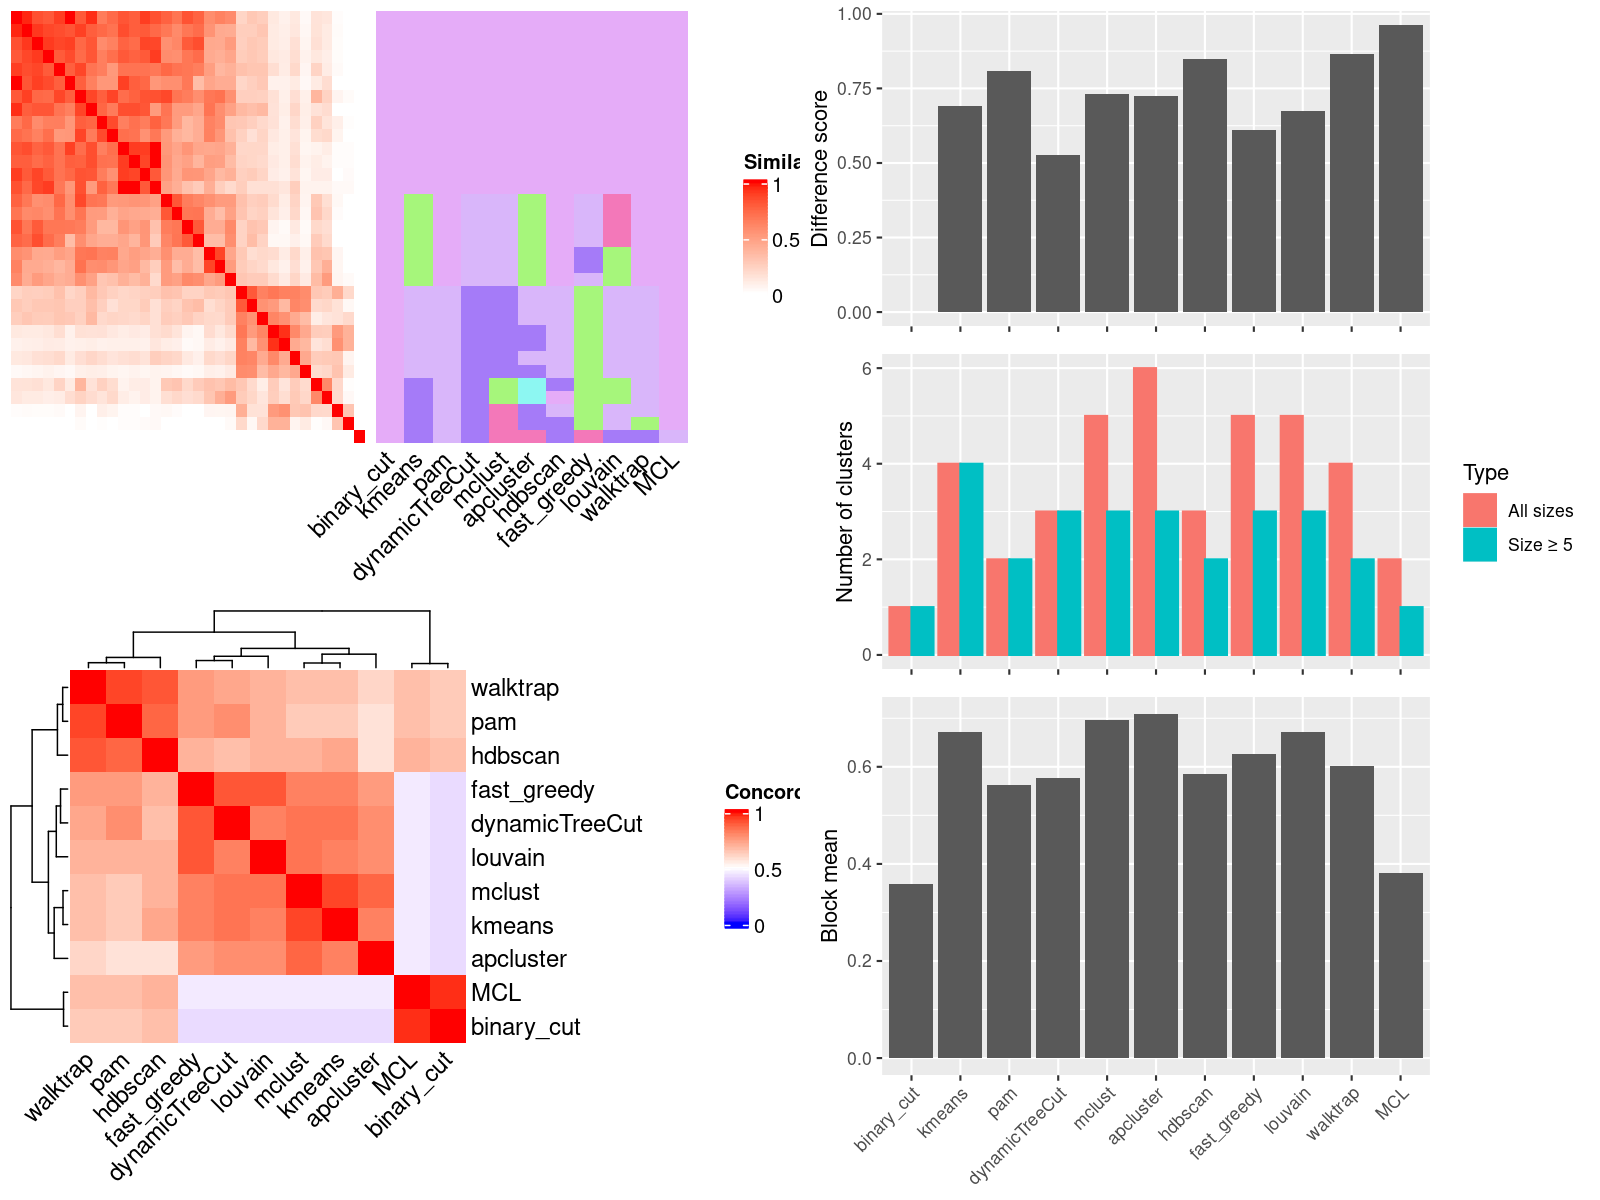 Simila
1
0.5
0
binary_cut
kmeans
pam
dynamicTreeCut
mclust
apcluster
hdbscan
fast_greedy
louvain
walktrap
MCL
Difference score
1.00
0.75
0.50
0.25
0.00
Number of clusters
6
4
2
0
Type
All sizes
Size ≥ 5
walktrap
pam
hdbscan
fast_greedy
dynamicTreeCut
louvain
mclust
kmeans
apcluster
MCL
binary_cut
walktrap
pam
hdbscan
fast_greedy
dynamicTreeCut
louvain
mclust
kmeans
apcluster
MCL
binary_cut
Concord
1
0.5
0
Block mean
0.6
0.4
0.2
0.0
binary_cut
kmeans
pam
dynamicTreeCut
mclust
apcluster
hdbscan
fast_greedy
louvain
walktrap
MCL